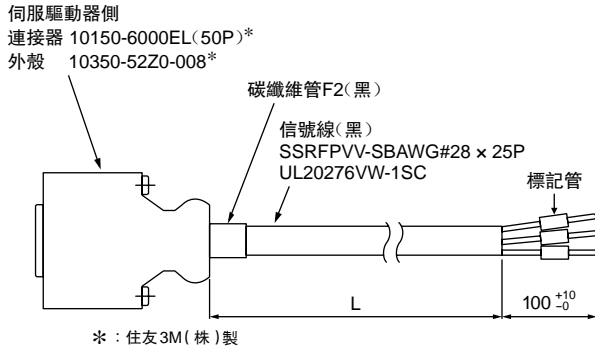 伺服驅動器側
連接器 10150-6000EL(50P)*
外殼 10350-52Z0-008*
碳纖維管F2(黑)
信號線(黑)
SSRFPVV-SBAWG#28 × 25P
UL20276VW-1SC
標記管
L
100 +10 -0
*：住友3M(株)製